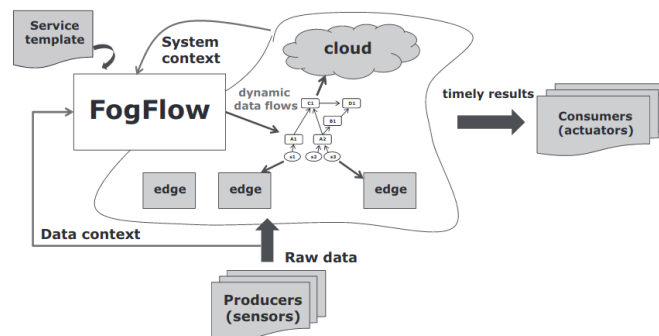 Service
template
System
context
cloud
FogFlow
dynamic
data flows
C1
D1
B1
A1
A2
s1
s2
s3
timely results
Consumers
(actuators)
edge
edge
edge
Data context
Raw data
Producers
(sensors)